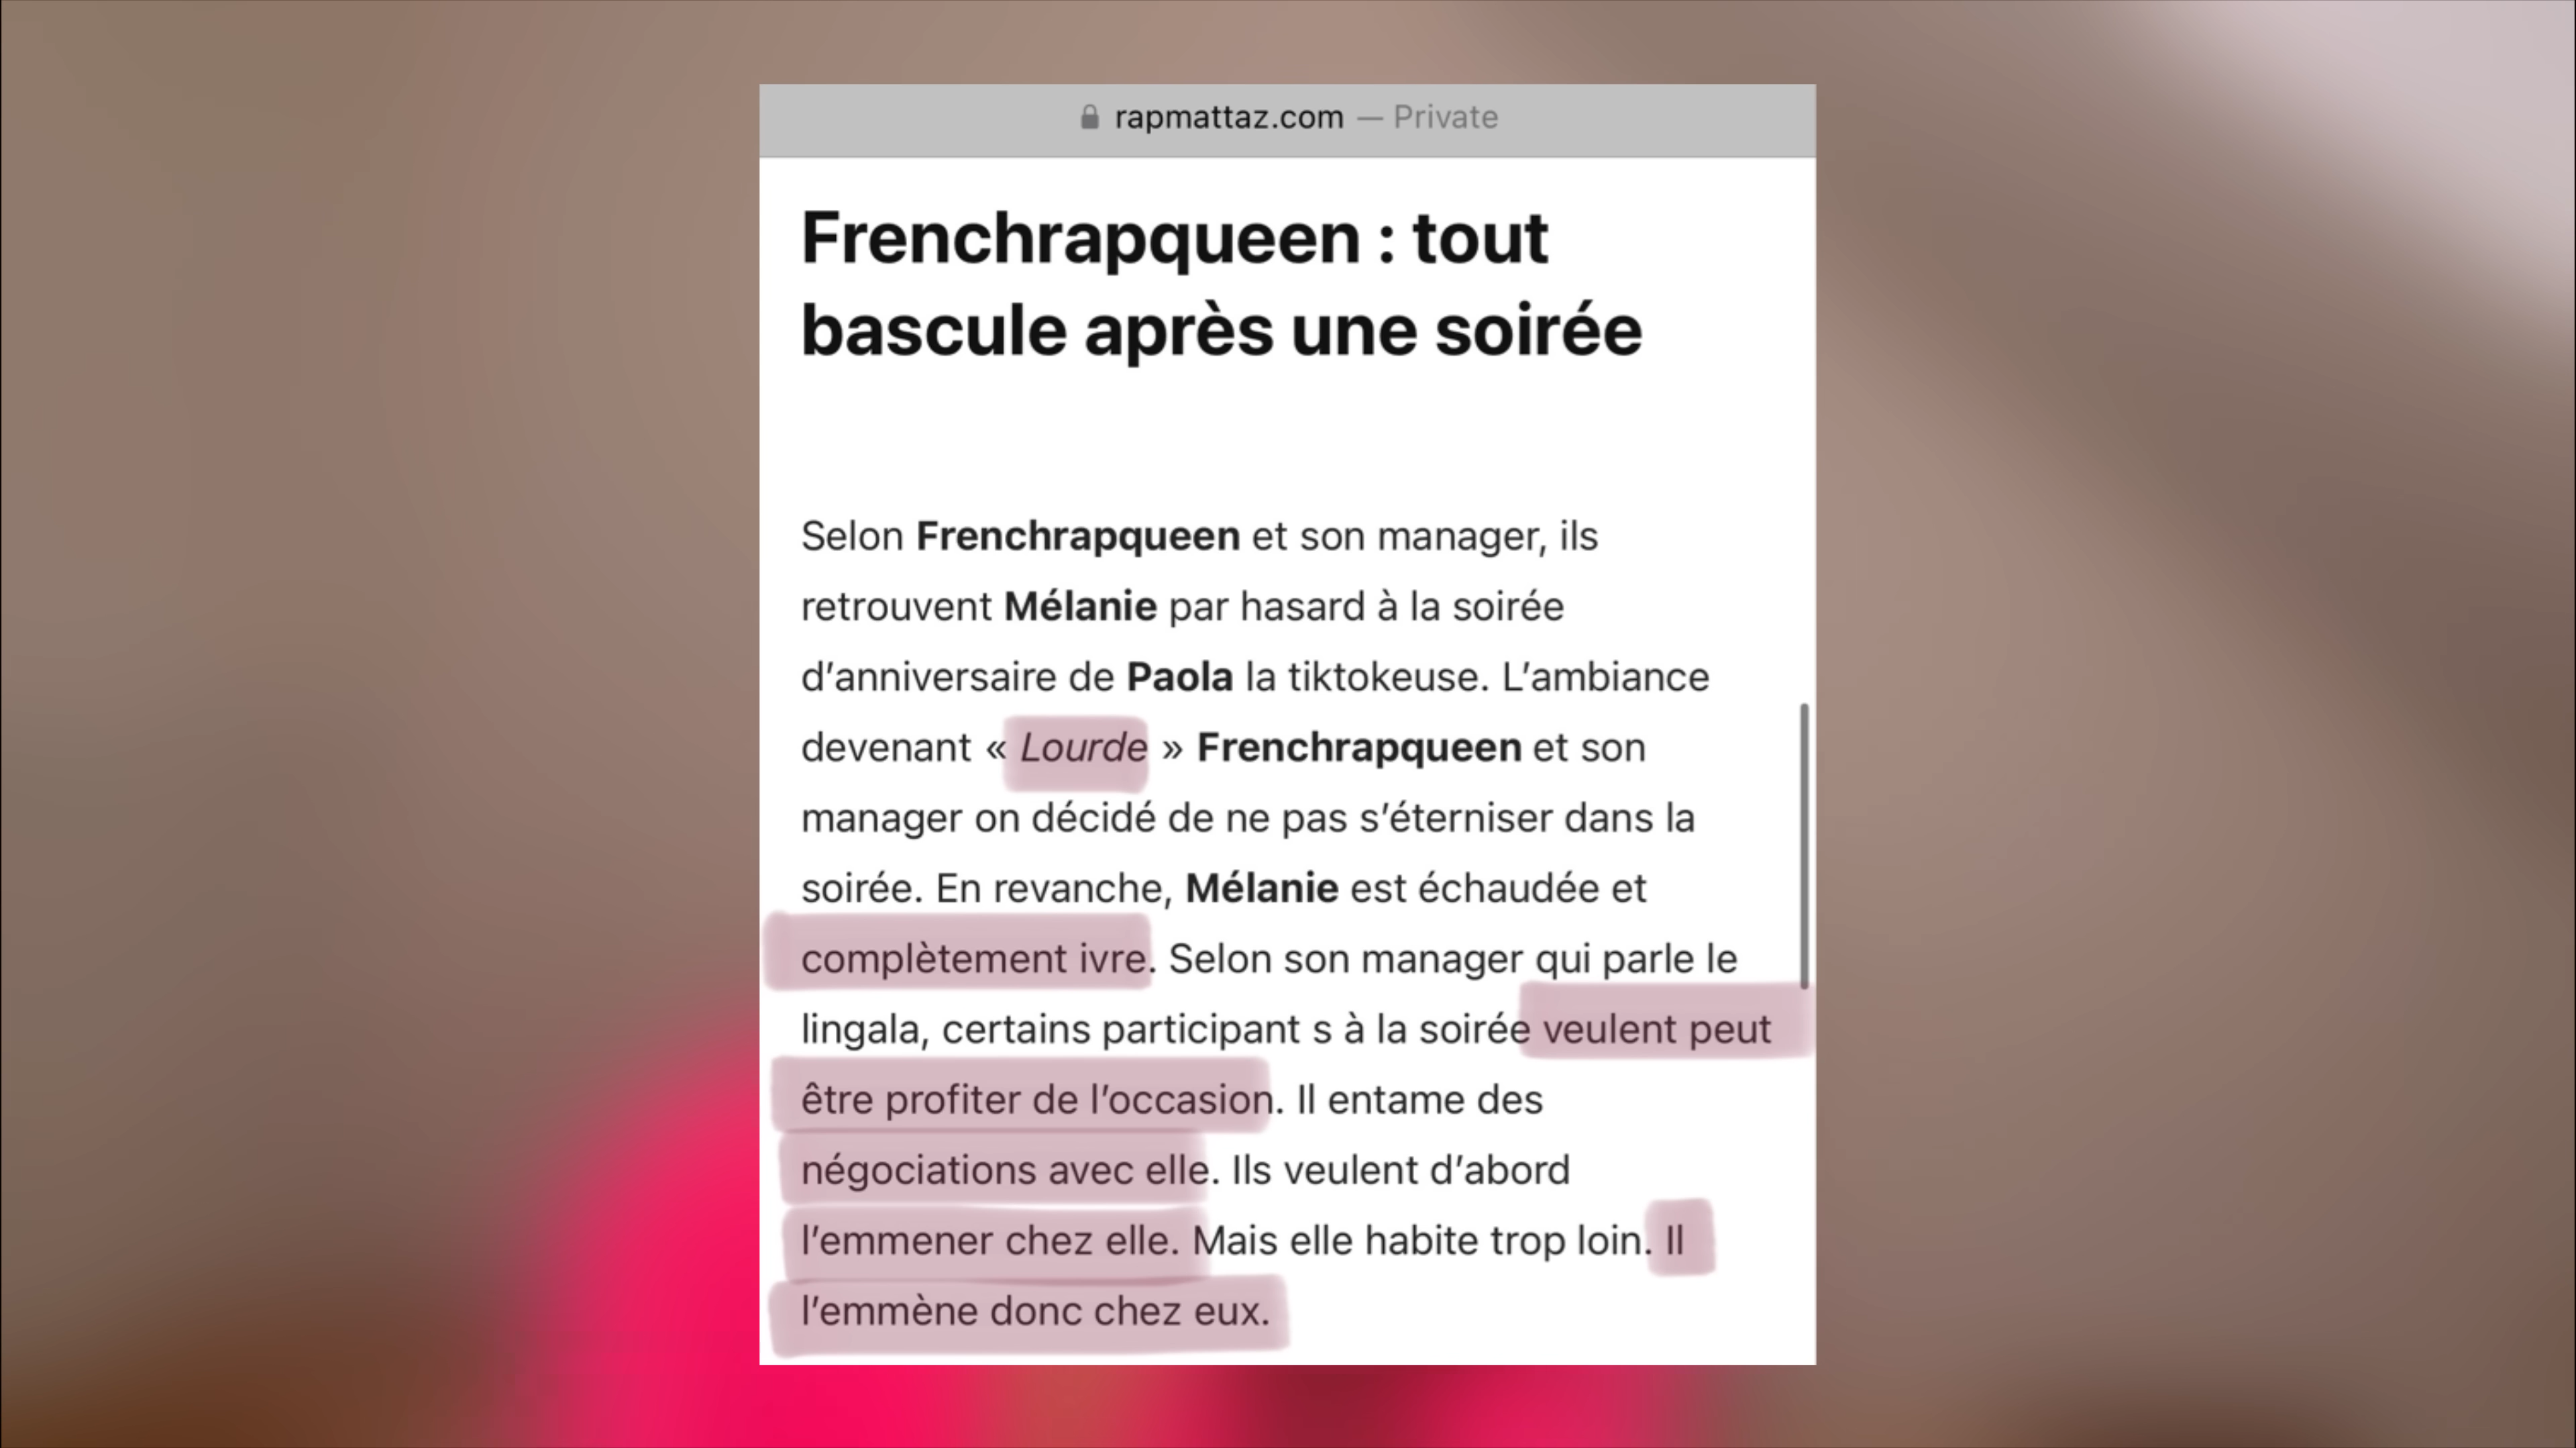 rapmattaz.com — Private
Frenchrapqueen : tout
bascule après une soirée
Selon Frenchrapqueen et son manager, ils
retrouvent Mélanie par hasard à la soirée
d’anniversaire de Paola la tiktokeuse. L’ambiance
devenant « Lourde » Frenchrapqueen et son
manager on décidé de ne pas s’éterniser dans la
soirée. En revanche, Mélanie est échaudée et
complètement ivre. Selon son manager qui parle le
lingala, certains participant s à la soirée veulent peut
être profiter de l’occasion. Il entame des
négociations avec elle. Ils veulent d’abord
l’emmener chez elle. Mais elle habite trop loin. Il
l’emmène donc chez eux.